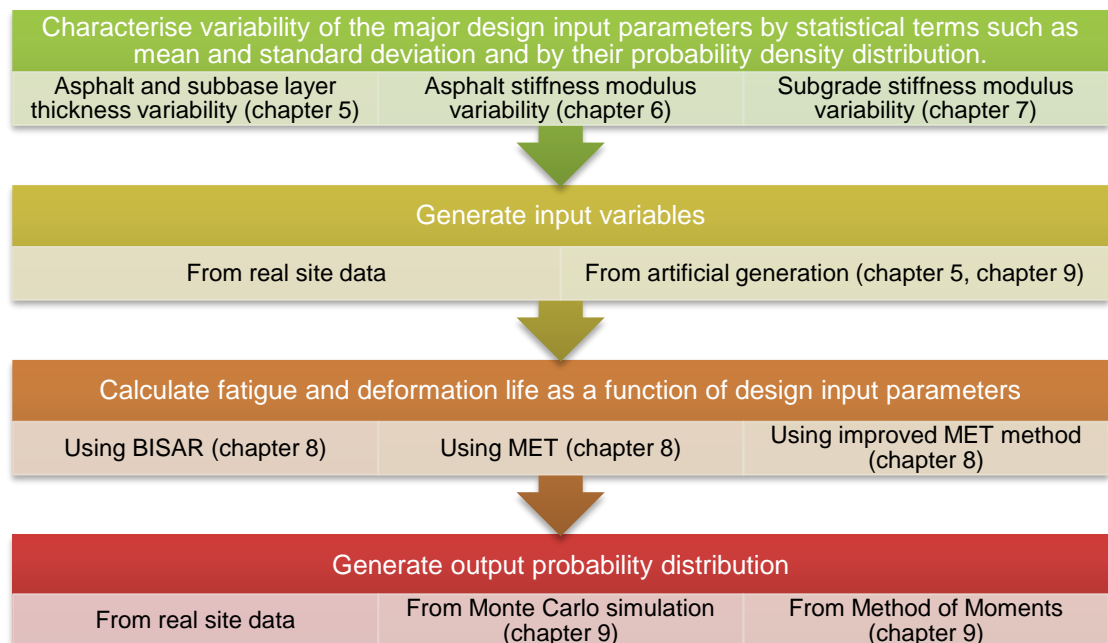 Characterise variability of the major design input parameters by statistical terms such as
mean and standard deviation and by their probability density distribution.
Asphalt and subbase layer
thickness variability (chapter 5)
Asphalt stiffness modulus
variability (chapter 6)
Subgrade stiffness modulus
variability (chapter 7)
Generate input variables
From real site data
From artificial generation (chapter 5, chapter 9)
Calculate fatigue and deformation life as a function of design input parameters
Using BISAR (chapter 8)
Using MET (chapter 8)
Using improved MET method
(chapter 8)
Generate output probability distribution
From real site data
From Monte Carlo simulation
(chapter 9)
From Method of Moments
(chapter 9)